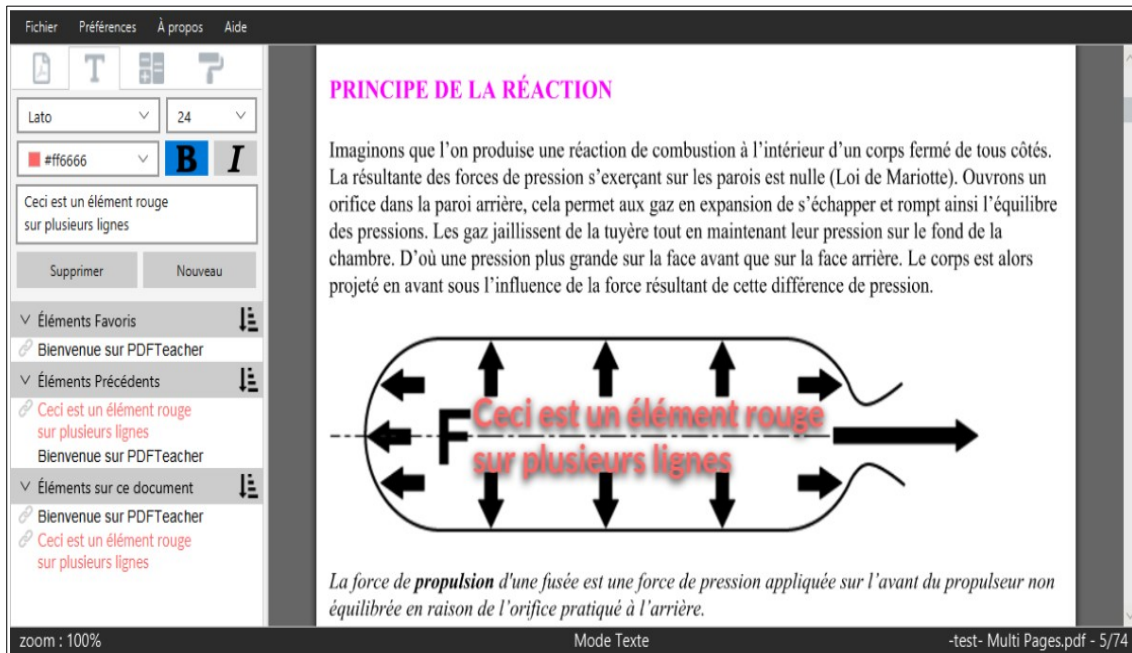 Fichier Préférences À propos Aide
T
Lato 24
#ff6666 B I
Ceci est un élément rouge
sur plusieurs lignes
Supprimer Nouveau
Éléments Favoris
Bienvenue sur PDFTeacher
Éléments Précédents
Ceci est un élément rouge
sur plusieurs lignes
Bienvenue sur PDFTeacher
Éléments sur ce document
Bienvenue sur PDFTeacher
Ceci est un élément rouge
sur plusieurs lignes
PRINCIPE DE LA RÉACTION
Imaginons que l’on produise une réaction de combustion à l’intérieur d’un corps fermé de tous côtés.
La résultante des forces de pression s’exerçant sur les parois est nulle (Loi de Mariotte). Ouvrons un
orifice dans la paroi arrière, cela permet aux gaz en expansion de s’échapper et rompt ainsi l’équilibre
des pressions. Les gaz jaillissent de la tuyère tout en maintenant leur pression sur le fond de la
chambre. D’où une pression plus grande sur la face avant que sur la face arrière. Le corps est alors
projeté en avant sous l’influence de la force résultant de cette différence de pression.
F
Ceci est un élément rouge
sur plusieurs lignes
La force de propulsion d'une fusée est une force de pression appliquée sur l’avant du propulseur non
équilibrée en raison de l’orifice pratiqué à l’arrière.
zoom : 100% Mode Texte -test- Multi Pages.pdf - 5/74